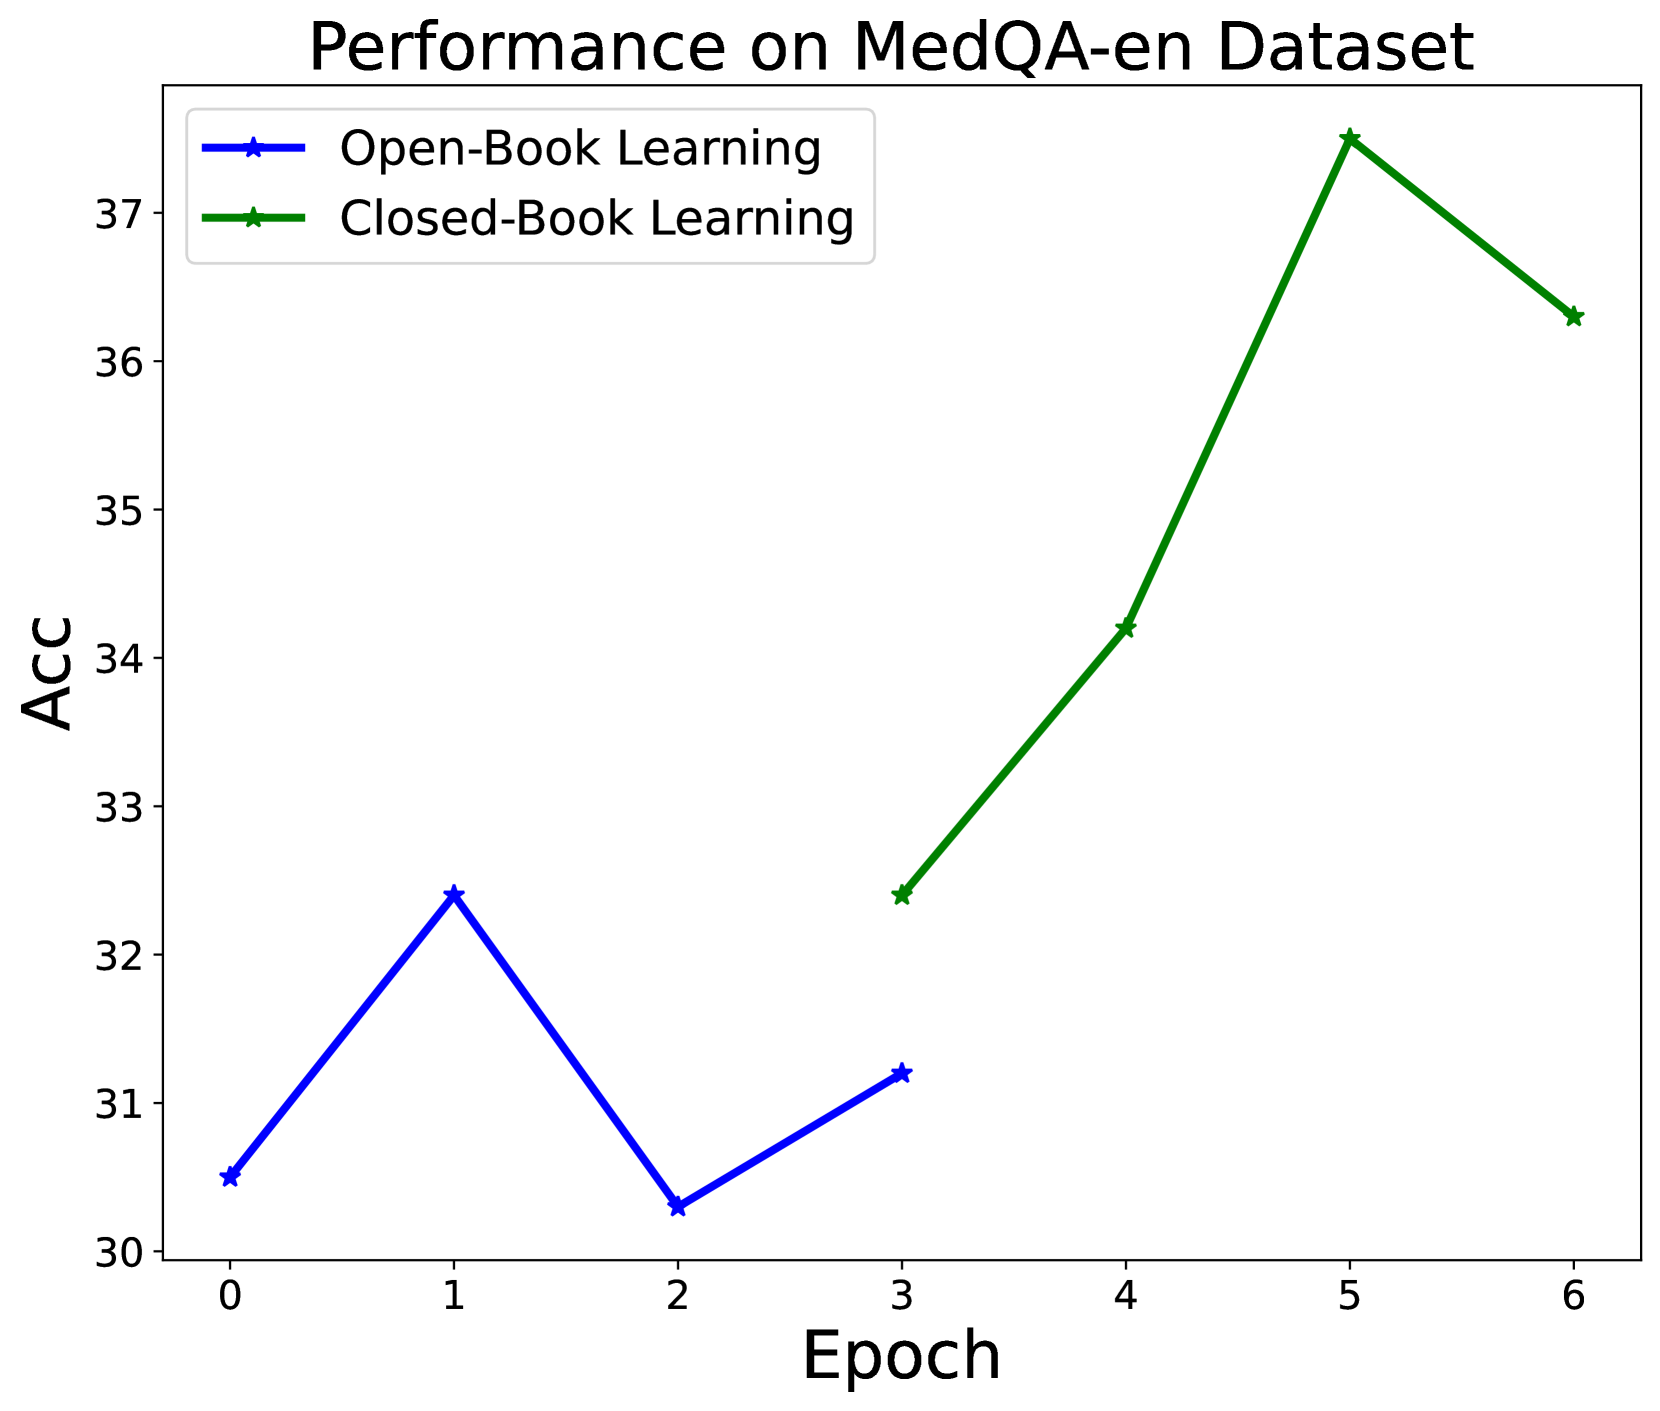 Performance on MedQA-en Dataset
Open-Book Learning
Closed-Book Learning
37
36
35
34
33
32
31
30
Acc
0 1 2 3 4 5 6
Epoch